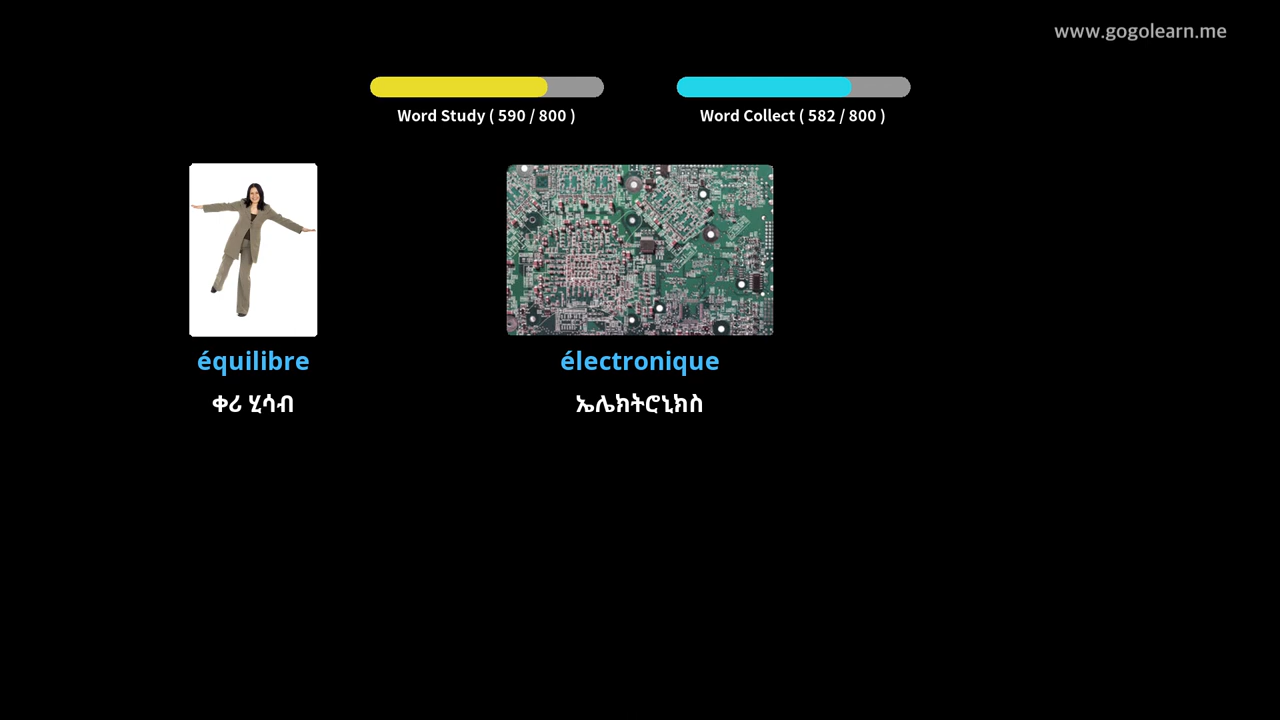 www.gogolearn.me
Word Study ( 590 / 800 )
Word Collect ( 582 / 800 )
équilibre
électronique
ቀሪ ሂሳብ
ኤሌክትሮኒክስ